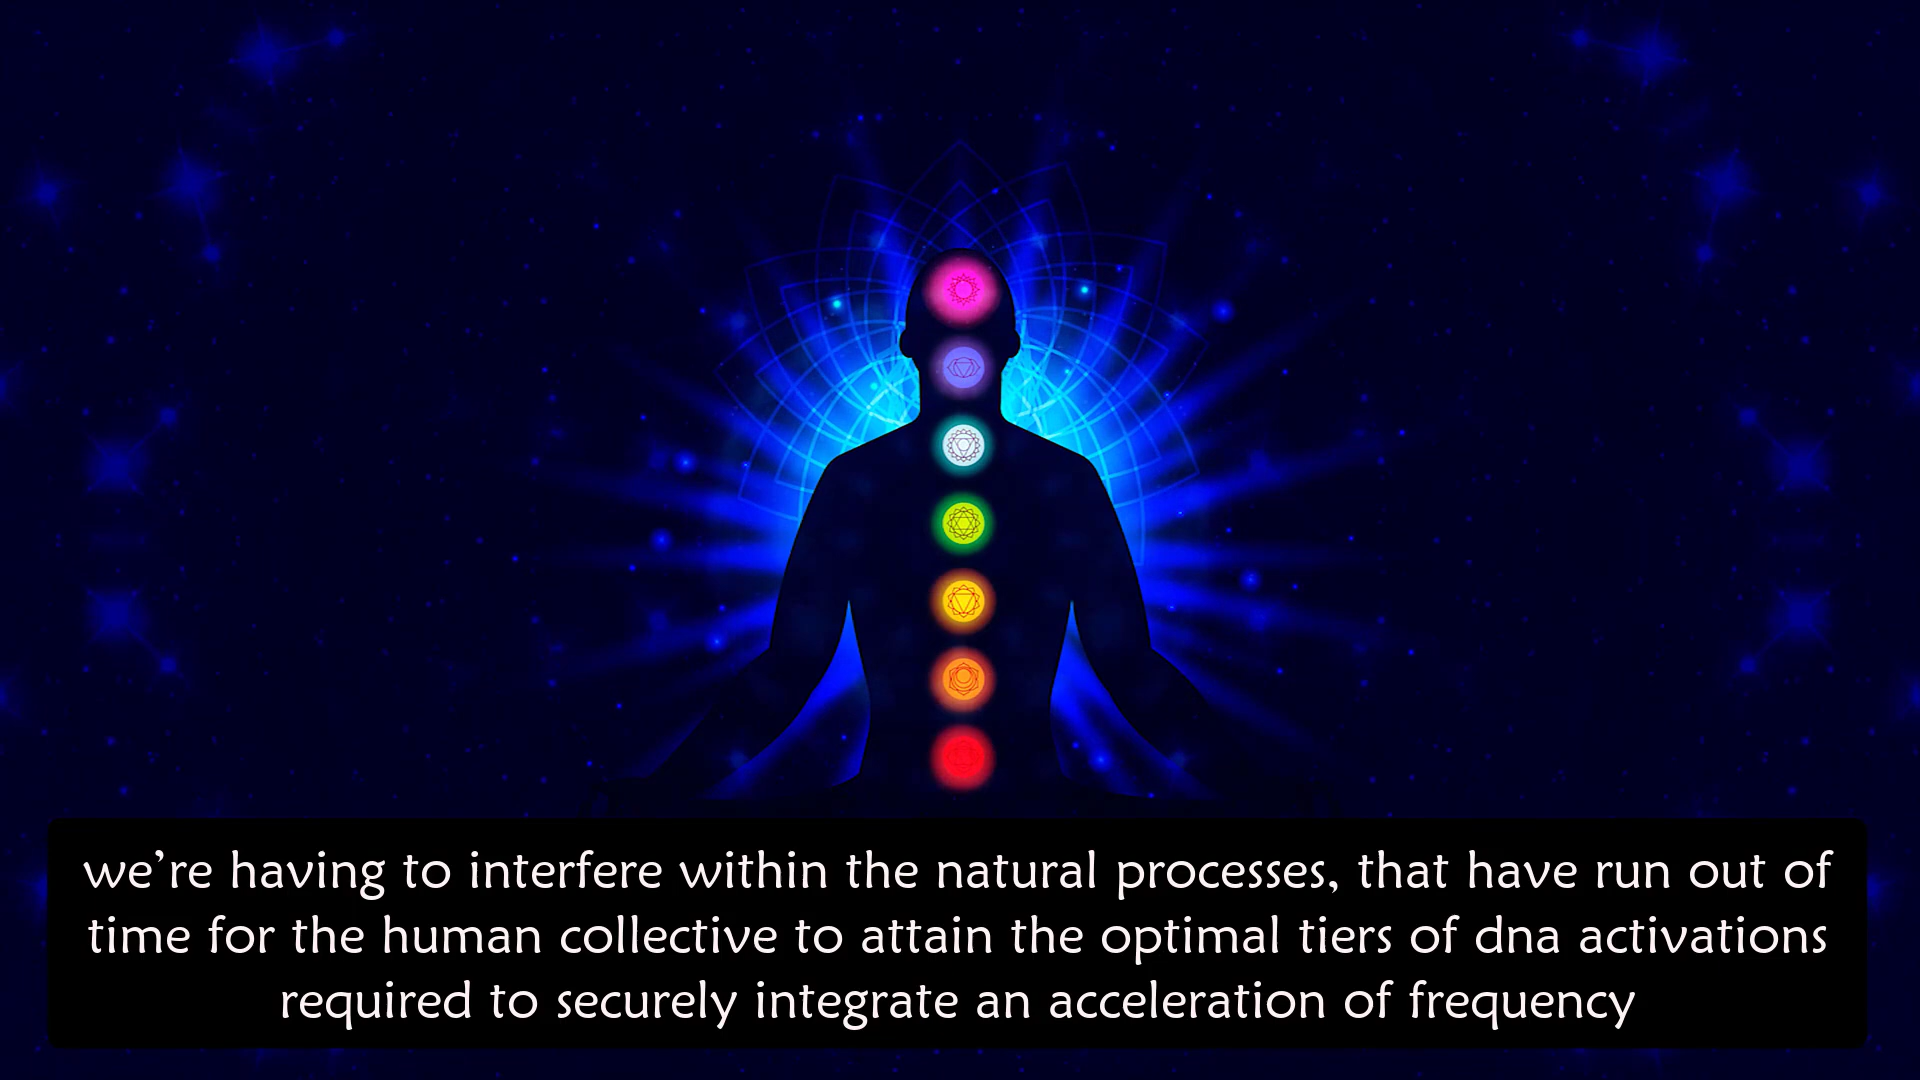 we’re having to interfere within the natural processes, that have run out of
time for the human collective to attain the optimal tiers of dna activations
required to securely integrate an acceleration of frequency